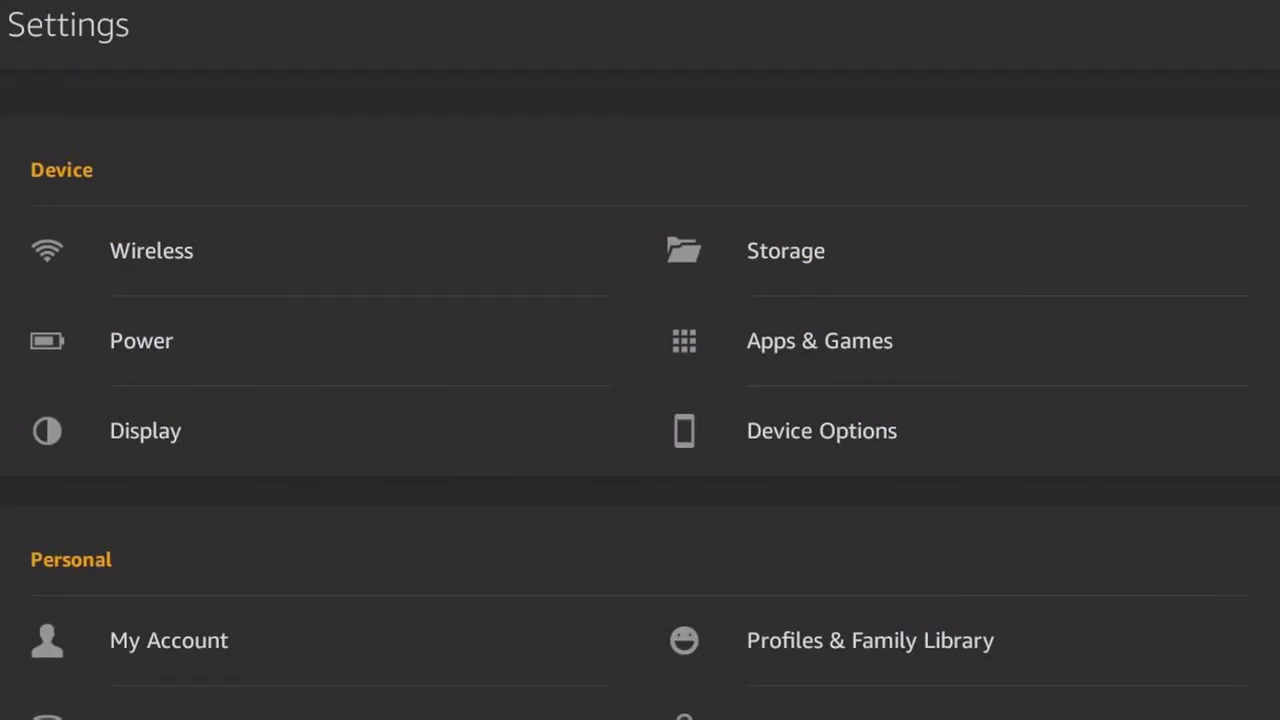 Settings
Device
Wireless
Storage
Power
Apps & Games
Display
Device Options
Personal
My Account
Profiles & Family Library